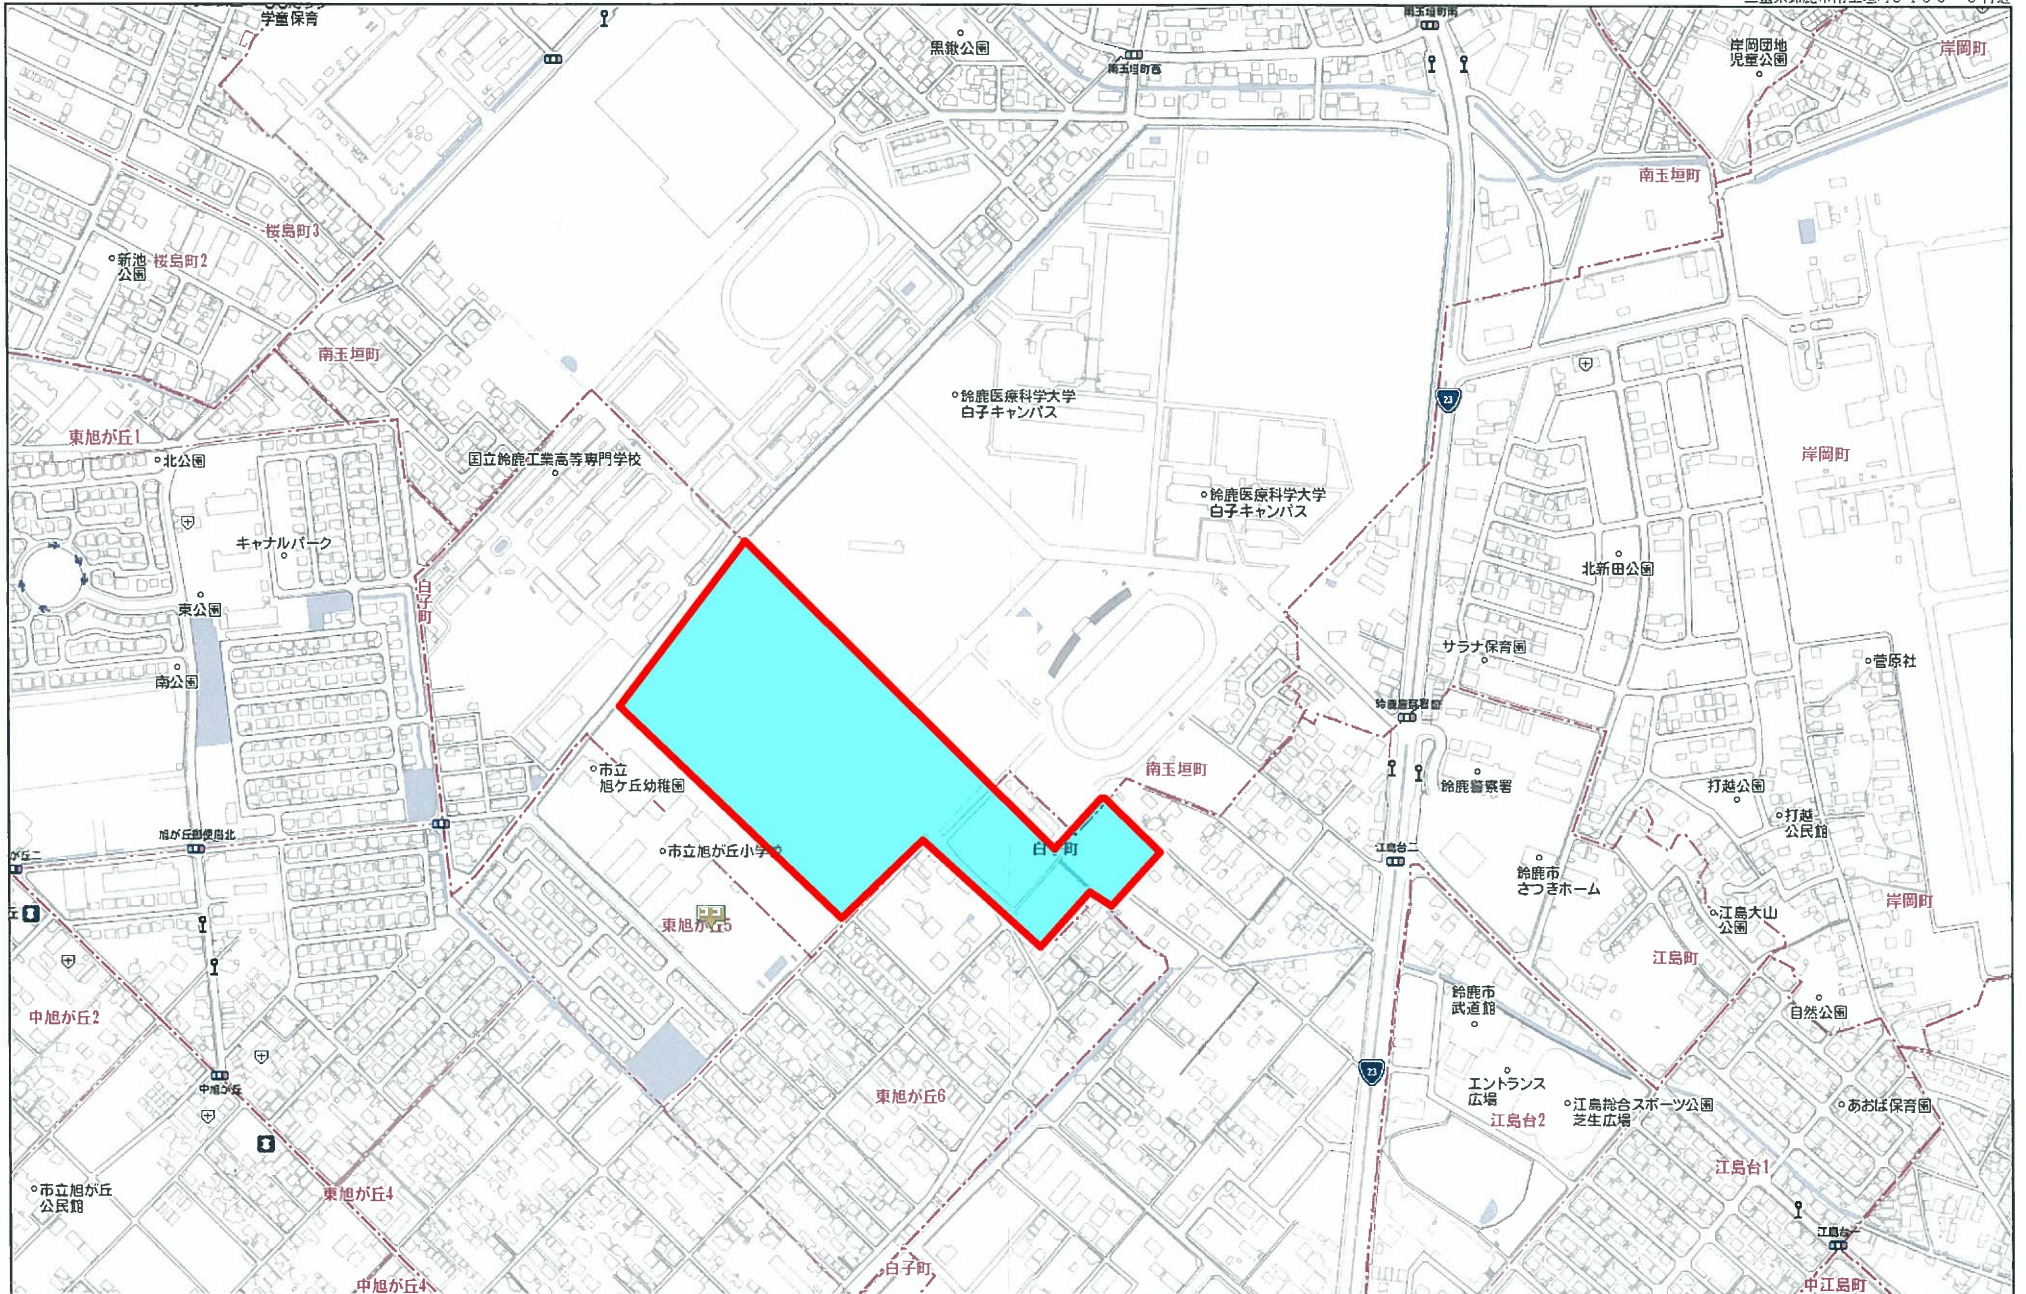 学童保育
黒鍬公園
南玉垣町西
岸岡団地
児童公園
岸岡町
南玉垣町
桜島町3
新池
公園
桜島町2
南玉垣町
鈴鹿医療科学大学
白子キャンパス
23
東旭が丘1
北公園
国立鈴鹿工業高等専門学校
岸岡町
鈴鹿医療科学大学
白子キャンパス
キャナルパーク
北新田公園
白子町
東公園
サラナ保育園
菅原社
南公園
市立
旭ケ丘幼稚園
南玉垣町
鈴鹿警察署
打越公園
打越
公民館
旭が丘郵便局北
市立旭が丘小学校
白子町
江島台二
鈴鹿市
さつきホーム
岸岡町
江島大山
公園
東旭が丘5
江島町
鈴鹿市
武道館
自然公園
中旭が丘2
23
中旭が丘
東旭が丘6
エントランス
広場
江島総合スポーツ公園
芝生広場
あおば保育園
江島台2
江島台1
市立旭が丘
公民館
東旭が丘4
江島台一
白子町
中旭が丘4
中江島町